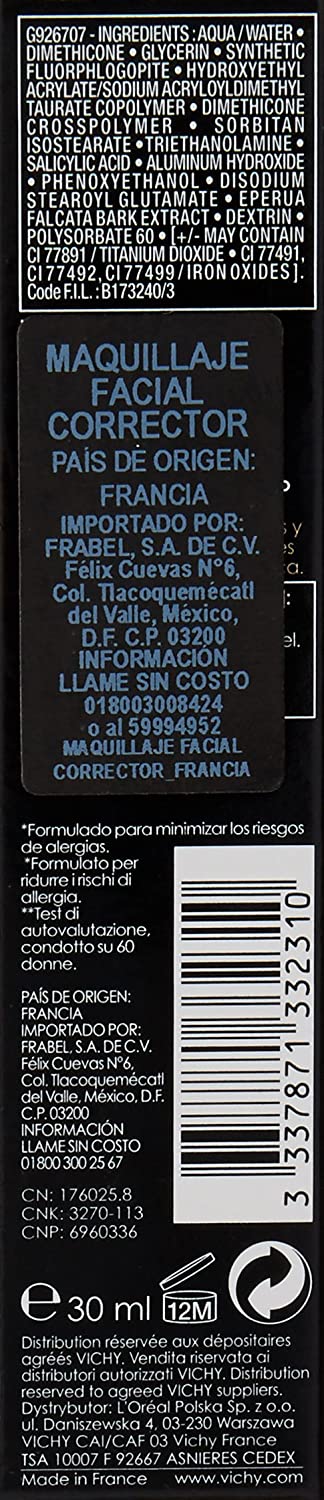 G926707 - INGREDIENTS: AQUA / WATER •
DIMETHICONE • GLYCERIN • SYNTHETIC
FLUORPHLOGOPITE • HYDROXYETHYL
ACRYLATE/SODIUM ACRYLOYLDIMETHYL
TAURATE COPOLYMER • DIMETHICONE
CROSSPOLYMER • SORBITAN
ISOSTEARATE • TRIETHANOLAMINE •
SALICYLIC ACID • ALUMINUM HYDROXIDE
• PHENOXYETHANOL • DISODIUM
STEAROYL GLUTAMATE • EPERUA
FALCATA BARK EXTRACT • DEXTRIN •
POLYSORBATE 60 • [+/- MAY CONTAIN
CI 77891 / TITANIUM DIOXIDE • CI 77491,
CI 77492, CI 77499 / IRON OXIDES ].
Code F.I.L. : B173240/3
MAQUILLAJE
FACIAL
CORRECTOR
PAÍS DE ORIGEN:
FRANCIA
IMPORTADO POR:
FRABEL, S.A. DE C.V.
Félix Cuevas N°6,
Col. Tlacoquemécatl
del Valle, México,
D.F. C.P. 03200
INFORMACIÓN
LLAME SIN COSTO
018003008424
o al 59994952
MAQUILLAJE FACIAL
CORRECTOR_FRANCIA
*Formulado para minimizar los riesgos
de alergias.
*Formulato per
ridurre i rischi di
allergia.
**Test di
autovalutazione,
condotto su 60
donne.
PAÍS DE ORIGEN:
FRANCIA
IMPORTADO POR:
FRABEL, S.A. DE C.V.
Félix Cuevas N°6,
Col. Tlacoquemécatl
del Valle, México, D.F.
C.P. 03200
INFORMACIÓN
LLAME SIN COSTO
01800 300 25 67
CN: 176025.8
CNK: 3270-113
CNP: 6960336
3 337871 332310
e 30 ml 12M
Distribution réservée aux dépositaires
agréés VICHY. Vendita riservata ai
distributori autorizzati VICHY. Distribution
reserved to agreed VICHY suppliers.
Dystrybutor: L'Oréal Polska Sp. z o.o.
ul. Daniszewska 4, 03-230 Warszawa
VICHY CAI/CAF 03 Vichy France
TSA 10007 F 92667 ASNIERES CEDEX
Made in France www.vichy.com